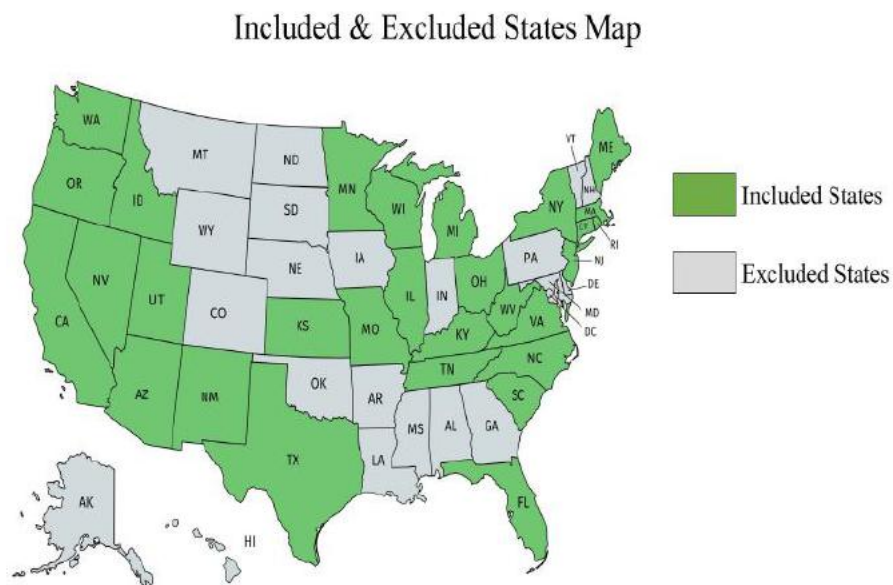 Included & Excluded States Map
WA
MT
ND
MN
VT
ME
OR
ID
SD
WI
MI
NY
NH
MA
CT
RI
WY
IA
PA
NJ
NV
UT
CO
NE
IL
IN
OH
WV
VA
DE
MD
DC
CA
KS
MO
KY
AZ
NM
OK
AR
TN
NC
SC
TX
LA
MS
AL
GA
AK
HI
FL
Included States
Excluded States